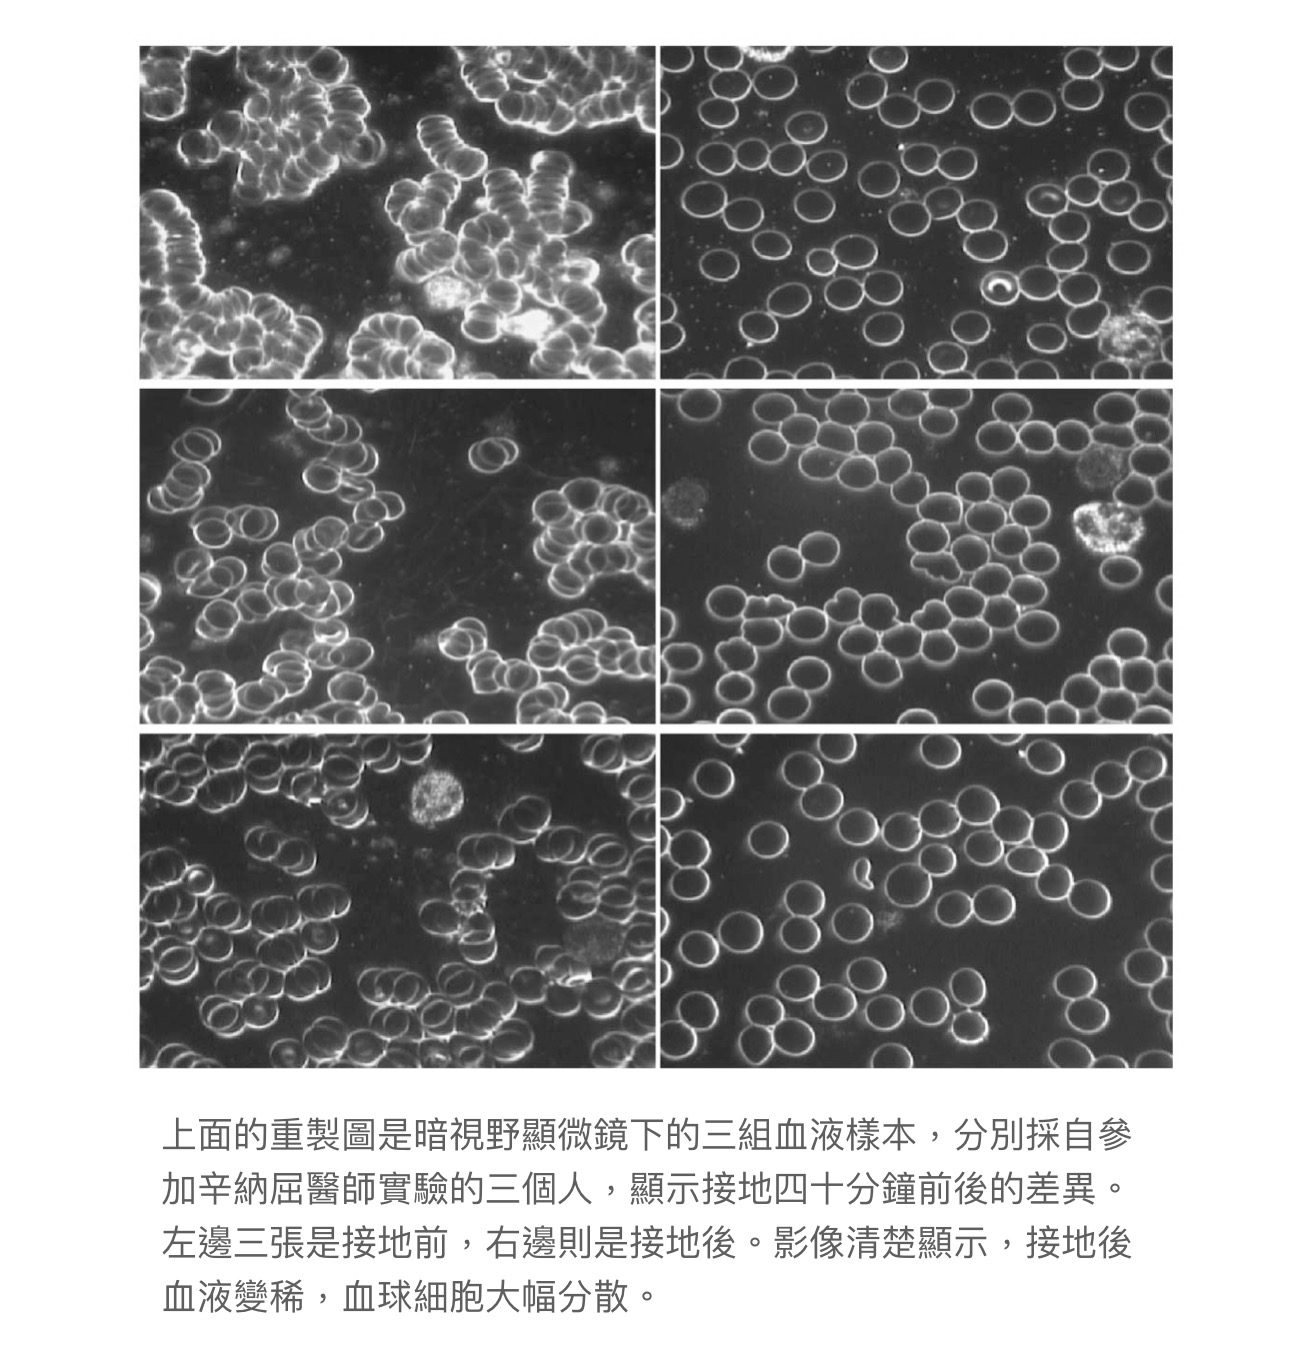 上面的重製圖是暗視野顯微鏡下的三組血液樣本，分別採自參
加辛納屈醫師實驗的三個人，顯示接地四十分鐘前後的差異。
左邊三張是接地前，右邊則是接地後。影像清楚顯示，接地後
血液變稀，血球細胞大幅分散。